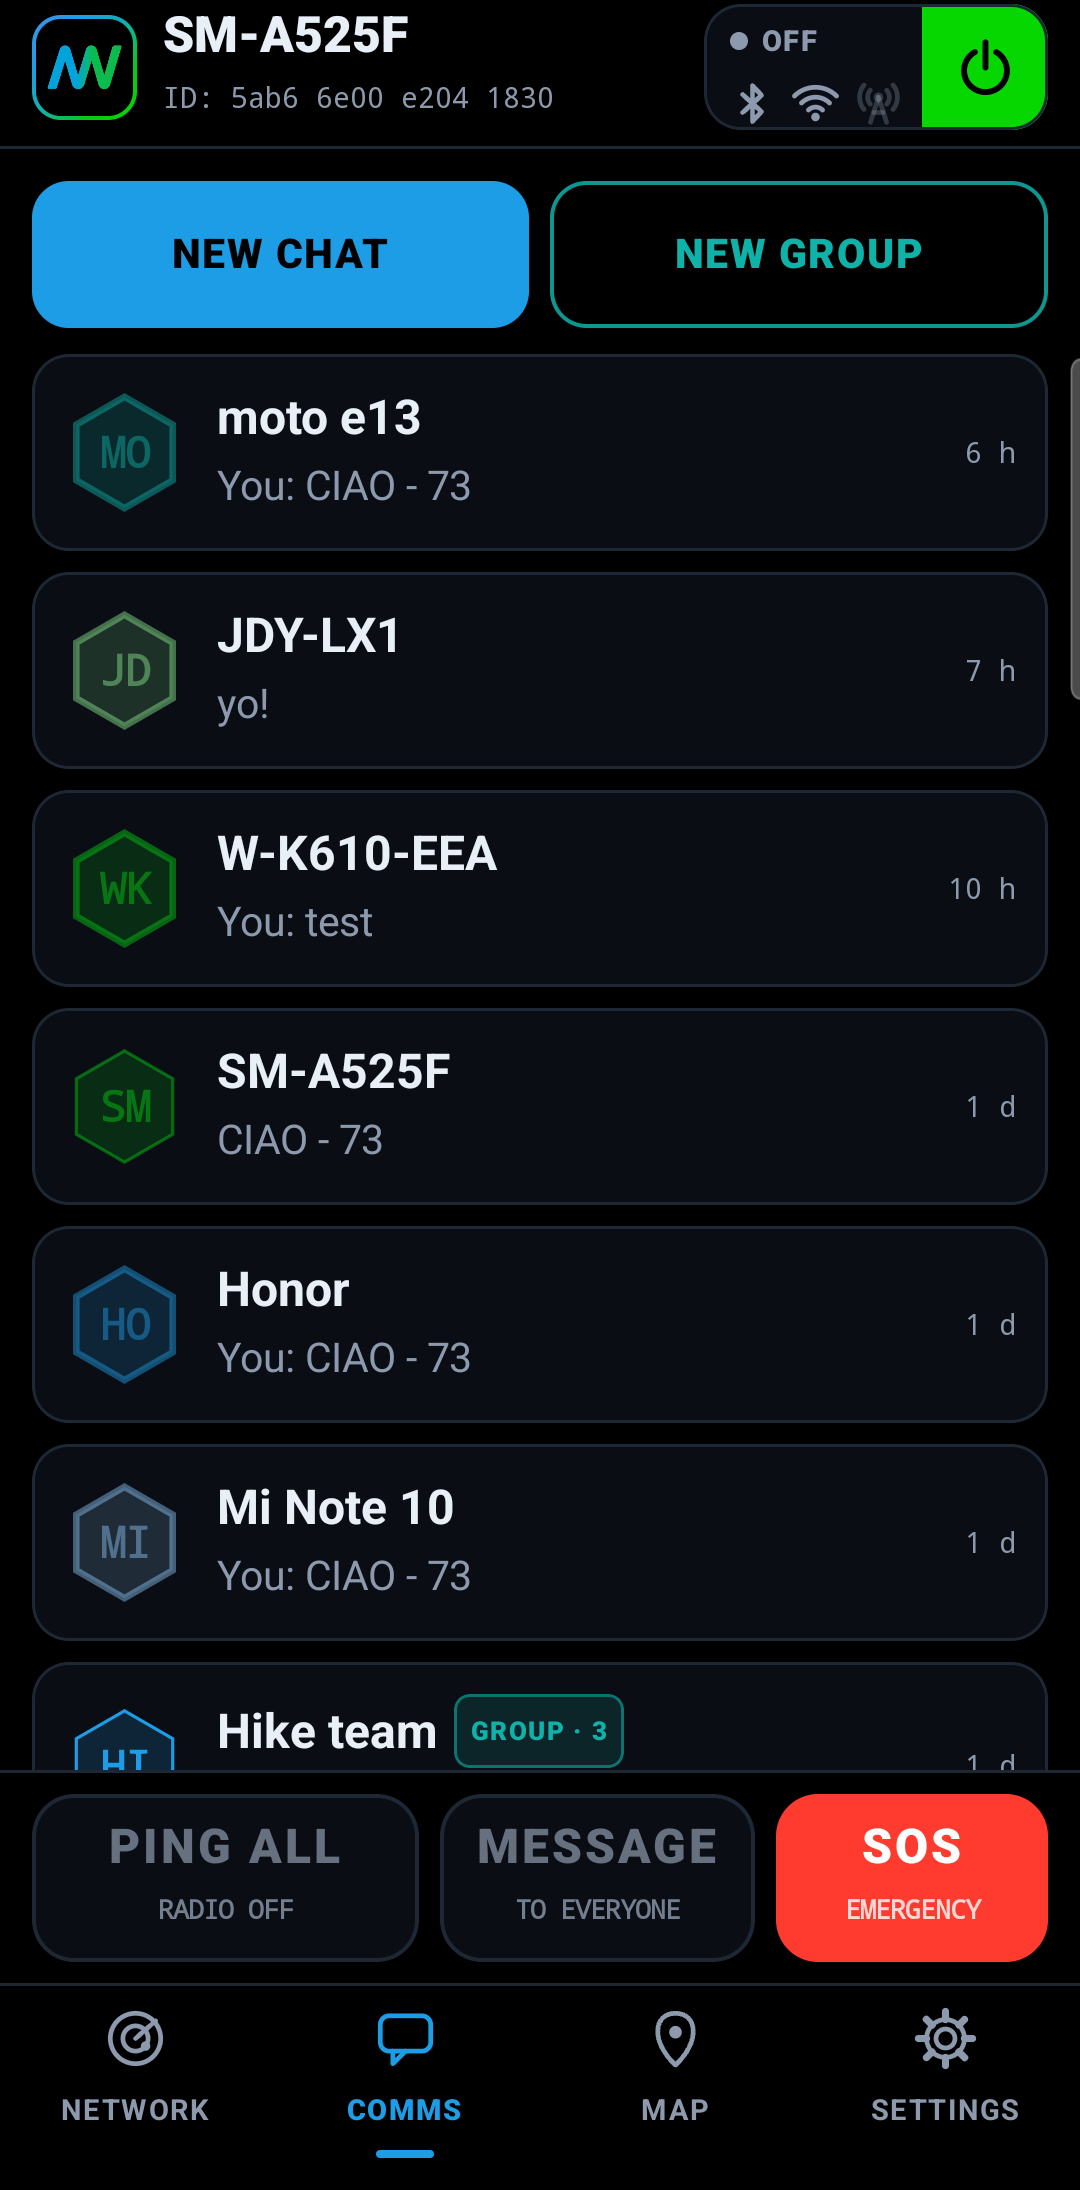 SM-A525F
ID: 5ab6 6e00 e204 1830
OFF
NEW CHAT
NEW GROUP
MO
moto e13
You: CIAO - 73
6 h
JD
JDY-LX1
yo!
7 h
WK
W-K610-EEA
You: test
10 h
SM
SM-A525F
CIAO - 73
1 d
HO
Honor
You: CIAO - 73
1 d
MI
Mi Note 10
You: CIAO - 73
1 d
HI
Hike team
GROUP · 3
1 d
PING ALL
RADIO OFF
MESSAGE
TO EVERYONE
SOS
EMERGENCY
NETWORK
COMMS
MAP
SETTINGS